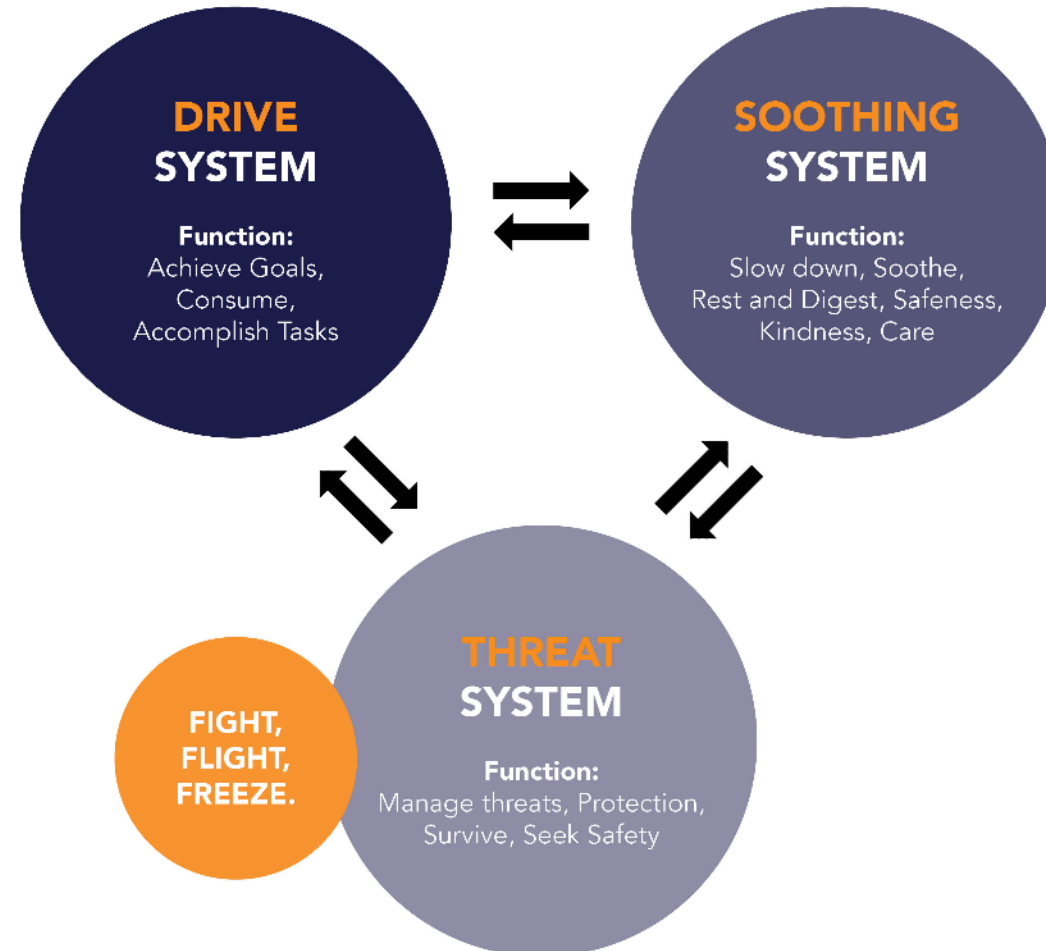 DRIVE
SYSTEM
Function:
Achieve Goals,
Consume,
Accomplish Tasks
SOOTHING
SYSTEM
Function:
Slow down, Soothe,
Rest and Digest, Safeness,
Kindness, Care
THREAT
SYSTEM
Function:
Manage threats, Protection,
Survive, Seek Safety
FIGHT,
FLIGHT,
FREEZE.